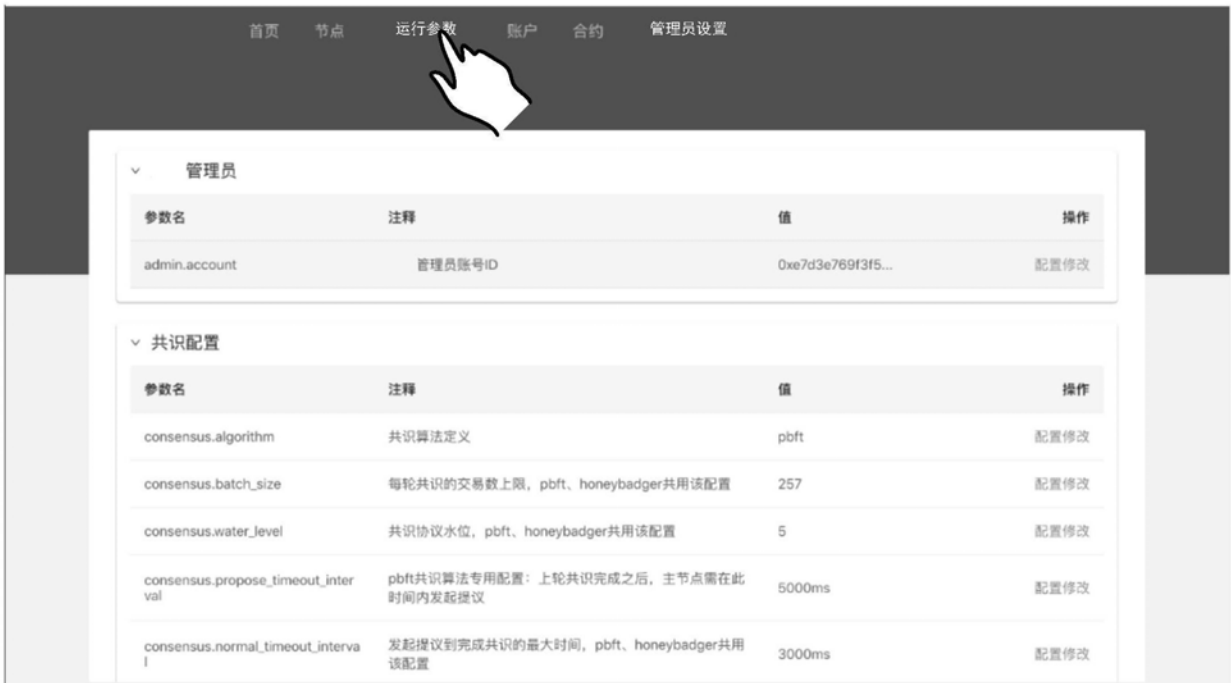 首页 节点 运行参数 账户 合约 管理员设置
管理员
参数名 注释 值 操作
admin.account 管理员账号ID 0xe7d3e769f3f5... 配置修改
共识配置
参数名 注释 值 操作
consensus.algorithm 共识算法定义 pbft 配置修改
consensus.batch_size 每轮共识的交易数上限，pbft、honeybadger共用该配置 257 配置修改
consensus.water_level 共识协议水位，pbft、honeybadger共用该配置 5 配置修改
consensus.propose_timeout_inter
val
pbft共识算法专用配置：上轮共识完成之后，主节点需在此
时间内发起提议
5000ms 配置修改
consensus.normal_timeout_interva
l
发起提议到完成共识的最大时间，pbft、honeybadger共用
该配置
3000ms 配置修改